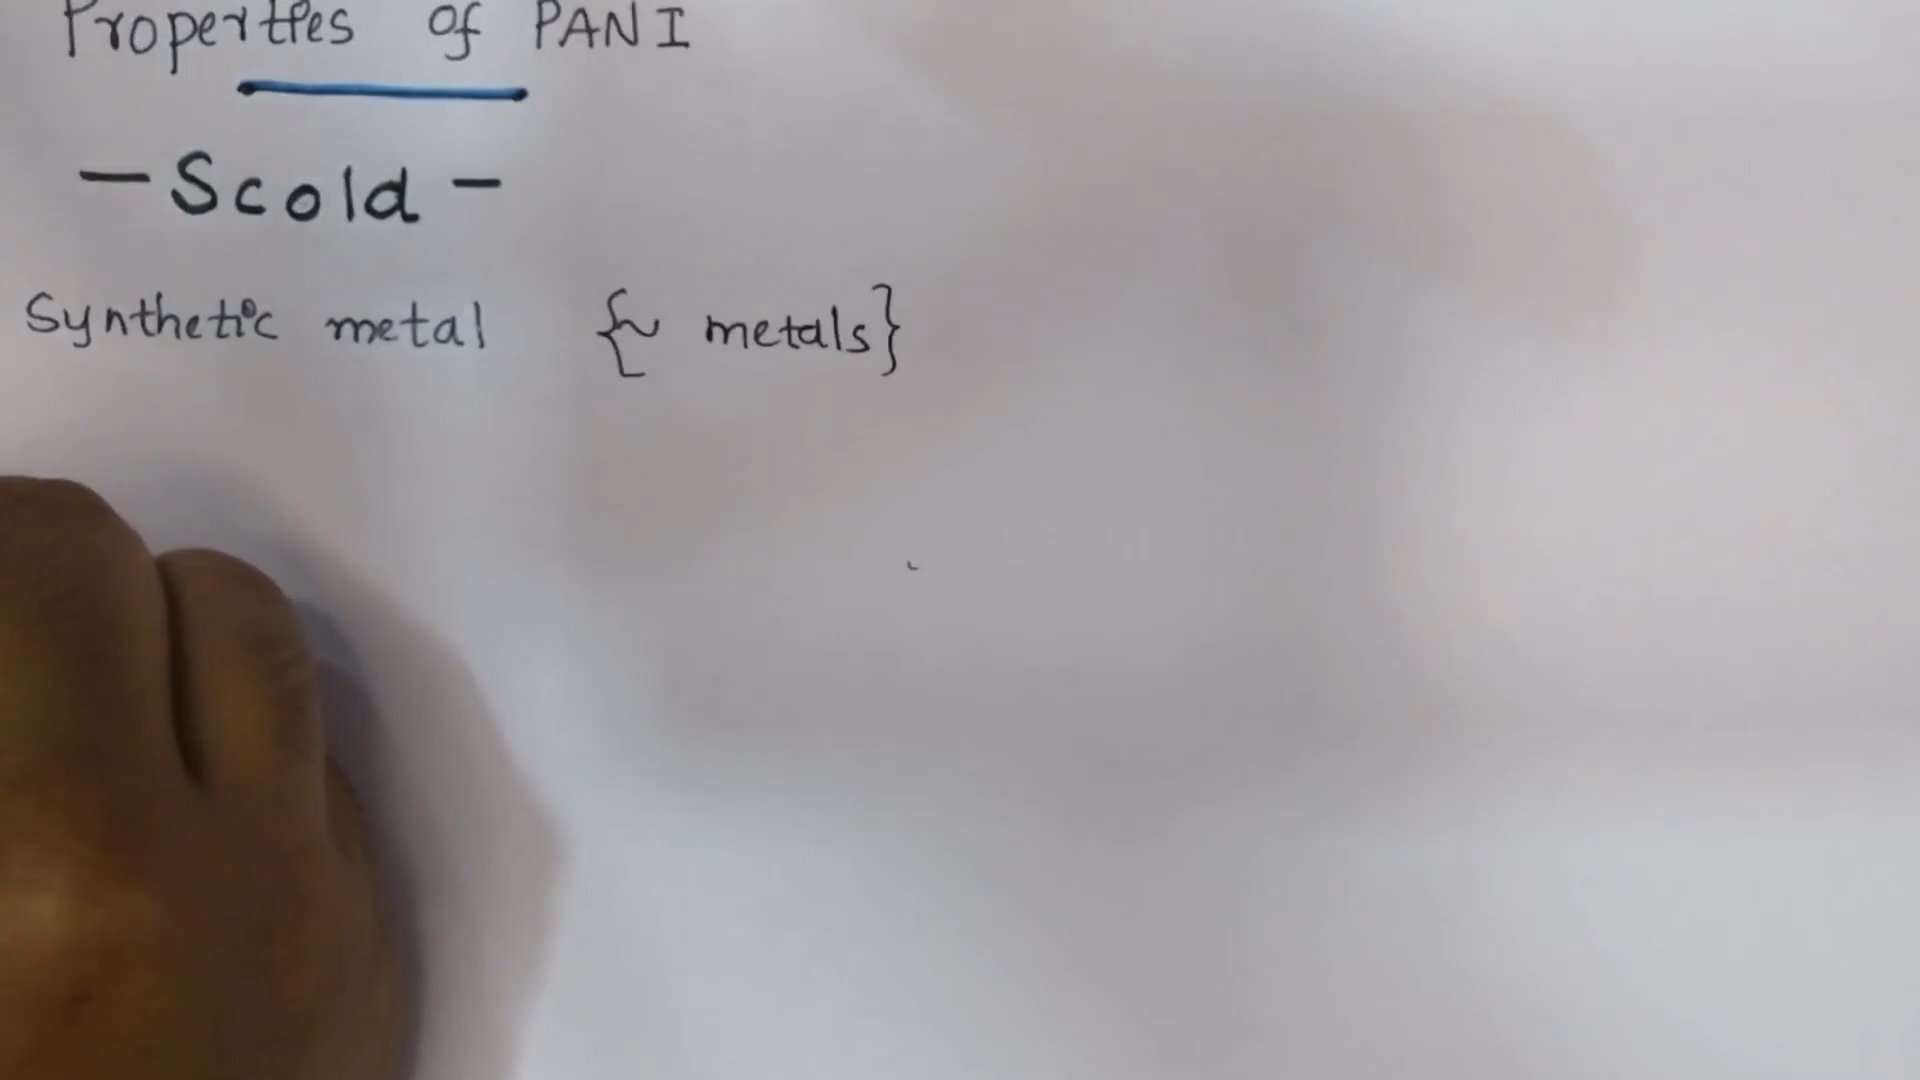 Properties of PANI
- Scold -
Synthetic metal {~ metals}